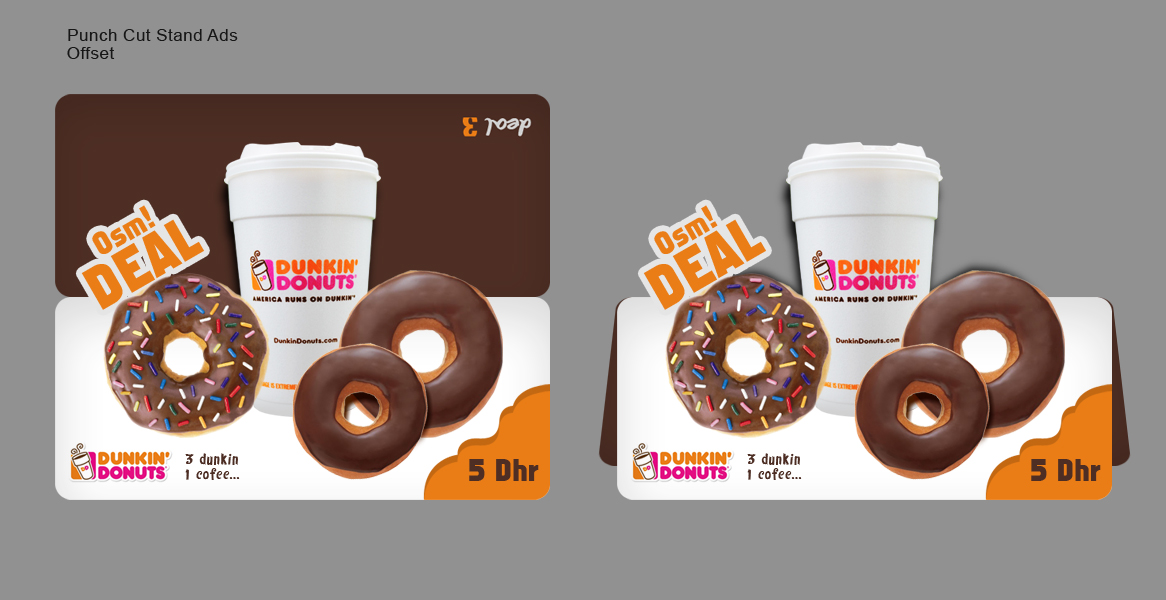 Punch Cut Stand Ads
Offset
deal 3
Osm!
DEAL
DUNKIN'
DONUTS
AMERICA RUNS ON DUNKIN'
DunkinDonuts.com
DUNKIN'
DONUTS
3 dunkin
1 cofee...
5 Dhr
Osm!
DEAL
DUNKIN'
DONUTS
AMERICA RUNS ON DUNKIN'
DunkinDonuts.com
DUNKIN'
DONUTS
3 dunkin
1 cofee...
5 Dhr